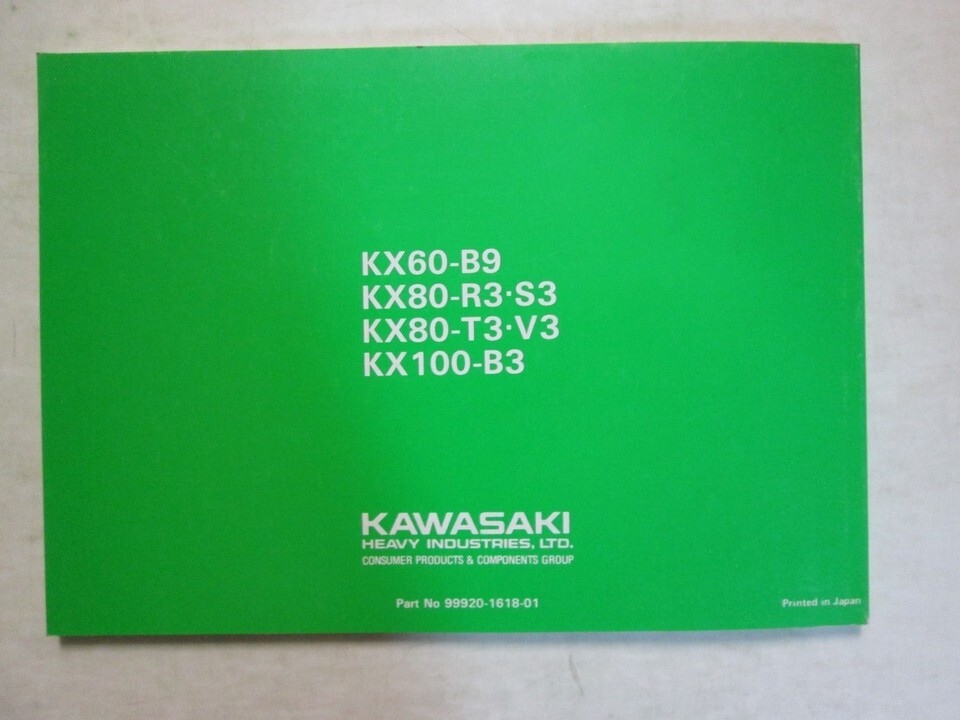 KX60-B9
KX80-R3·S3
KX80-T3·V3
KX100-B3
KAWASAKI
HEAVY INDUSTRIES, LTD.
CONSUMER PRODUCTS & COMPONENTS GROUP
Part No 99920-1618-01
Printed in Japan